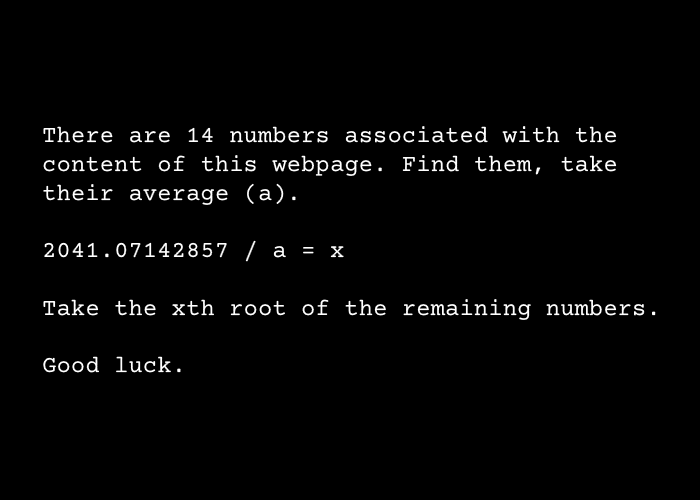 There are 14 numbers associated with the
content of this webpage. Find them, take
their average (a).
2041.07142857 / a = x
Take the xth root of the remaining numbers.
Good luck.